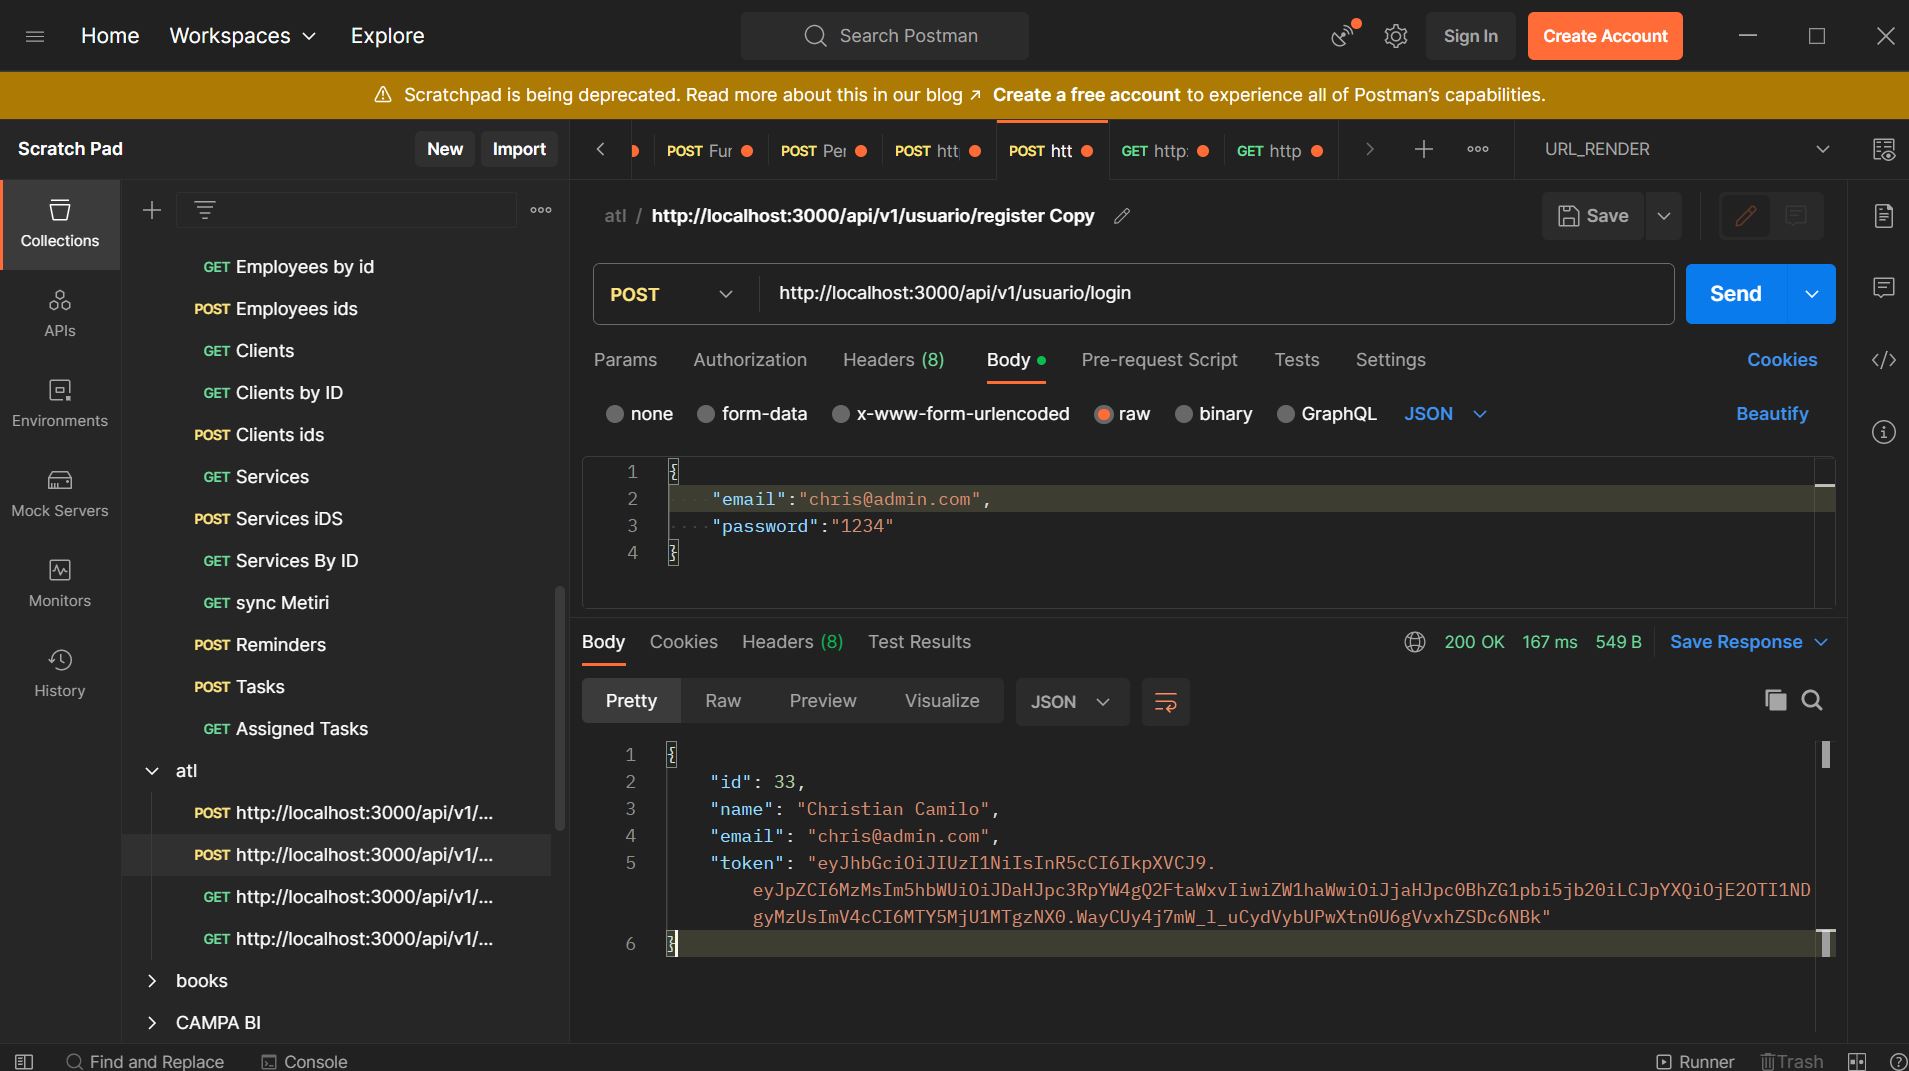 Home Workspaces Explore Search Postman Sign In Create Account
Scratchpad is being deprecated. Read more about this in our blog ↗ Create a free account to experience all of Postman's capabilities.
Scratch Pad New Import
POST Fur POST Per POST htt POST htt GET http: GET http URL_RENDER
Collections
APIs
Environments
Mock Servers
Monitors
History
GET Employees by id
POST Employees ids
GET Clients
GET Clients by ID
POST Clients ids
GET Services
POST Services iDS
GET Services By ID
GET sync Metiri
POST Reminders
POST Tasks
GET Assigned Tasks
atl
POST http://localhost:3000/api/v1/...
POST http://localhost:3000/api/v1/...
GET http://localhost:3000/api/v1/...
GET http://localhost:3000/api/v1/...
books
CAMPA BI
atl / http://localhost:3000/api/v1/usuario/register Copy Save
POST http://localhost:3000/api/v1/usuario/login Send
Params Authorization Headers (8) Body Pre-request Script Tests Settings Cookies
none form-data x-www-form-urlencoded raw binary GraphQL JSON Beautify
1 {
2 "email":"chris@admin.com",
3 "password":"1234"
4 }
Body Cookies Headers (8) Test Results 200 OK 167 ms 549 B Save Response
Pretty Raw Preview Visualize JSON
1 {
2 "id": 33,
3 "name": "Christian Camilo",
4 "email": "chris@admin.com",
5 "token": "eyJhbGciOiJIUzI1NiIsInR5cCI6IkpXVCJ9.
eyJpZCI6MzMsIm5hbWUiOiJDaHJpc3RpYW4gQ2FtaWxvIiwiZW1haWwiOiJjaHJpc0BhZG1pbi5jb20iLCJpYXQiOjE2OTI1ND
gyMzUsImV4cCI6MTY5MjU1MTgzNX0.WayCUy4j7mW_l_uCydVybUPwXtn0U6gVvxhZSDc6NBk"
6 }
Find and Replace Console Runner Trash